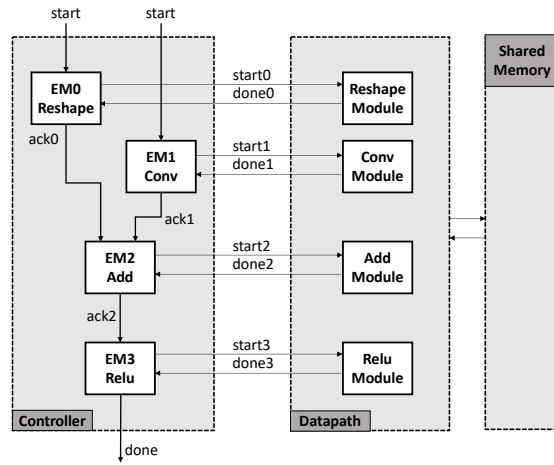 start
start
Shared
Memory
EM0
Reshape
start0
done0
Reshape
Module
ack0
EM1
Conv
start1
done1
Conv
Module
ack1
EM2
Add
start2
done2
Add
Module
ack2
EM3
Relu
start3
done3
Relu
Module
Controller
Datapath
done